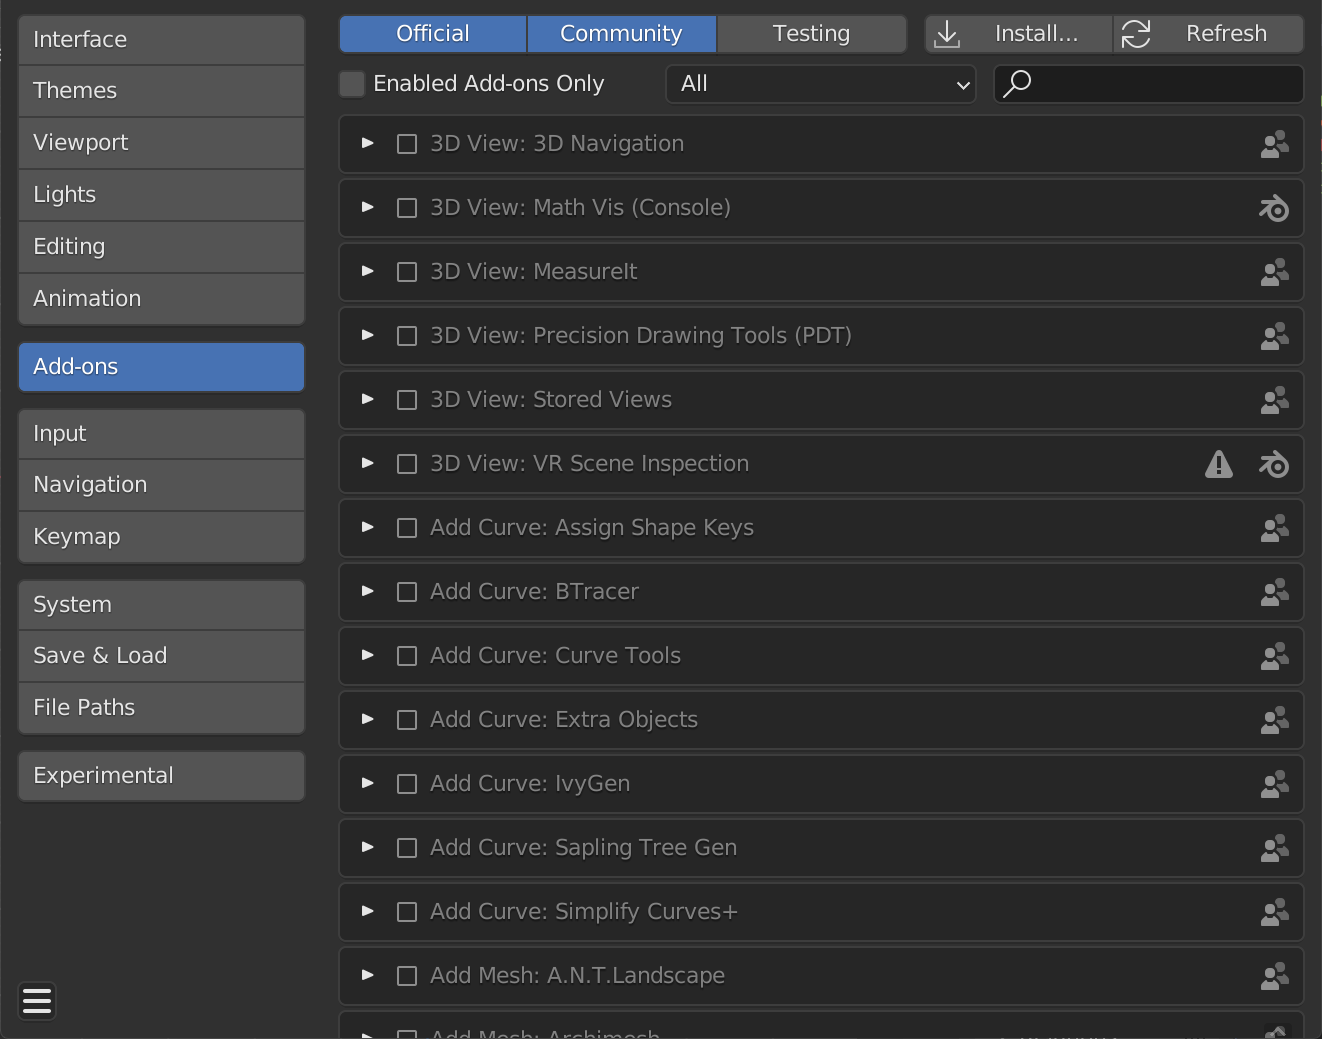 Interface
Themes
Viewport
Lights
Editing
Animation
Add-ons
Input
Navigation
Keymap
System
Save & Load
File Paths
Experimental
Official Community Testing Install... Refresh
Enabled Add-ons Only All
3D View: 3D Navigation
3D View: Math Vis (Console)
3D View: MeasureIt
3D View: Precision Drawing Tools (PDT)
3D View: Stored Views
3D View: VR Scene Inspection
Add Curve: Assign Shape Keys
Add Curve: BTracer
Add Curve: Curve Tools
Add Curve: Extra Objects
Add Curve: IvyGen
Add Curve: Sapling Tree Gen
Add Curve: Simplify Curves+
Add Mesh: A.N.T.Landscape
Add Mesh: Archimesh